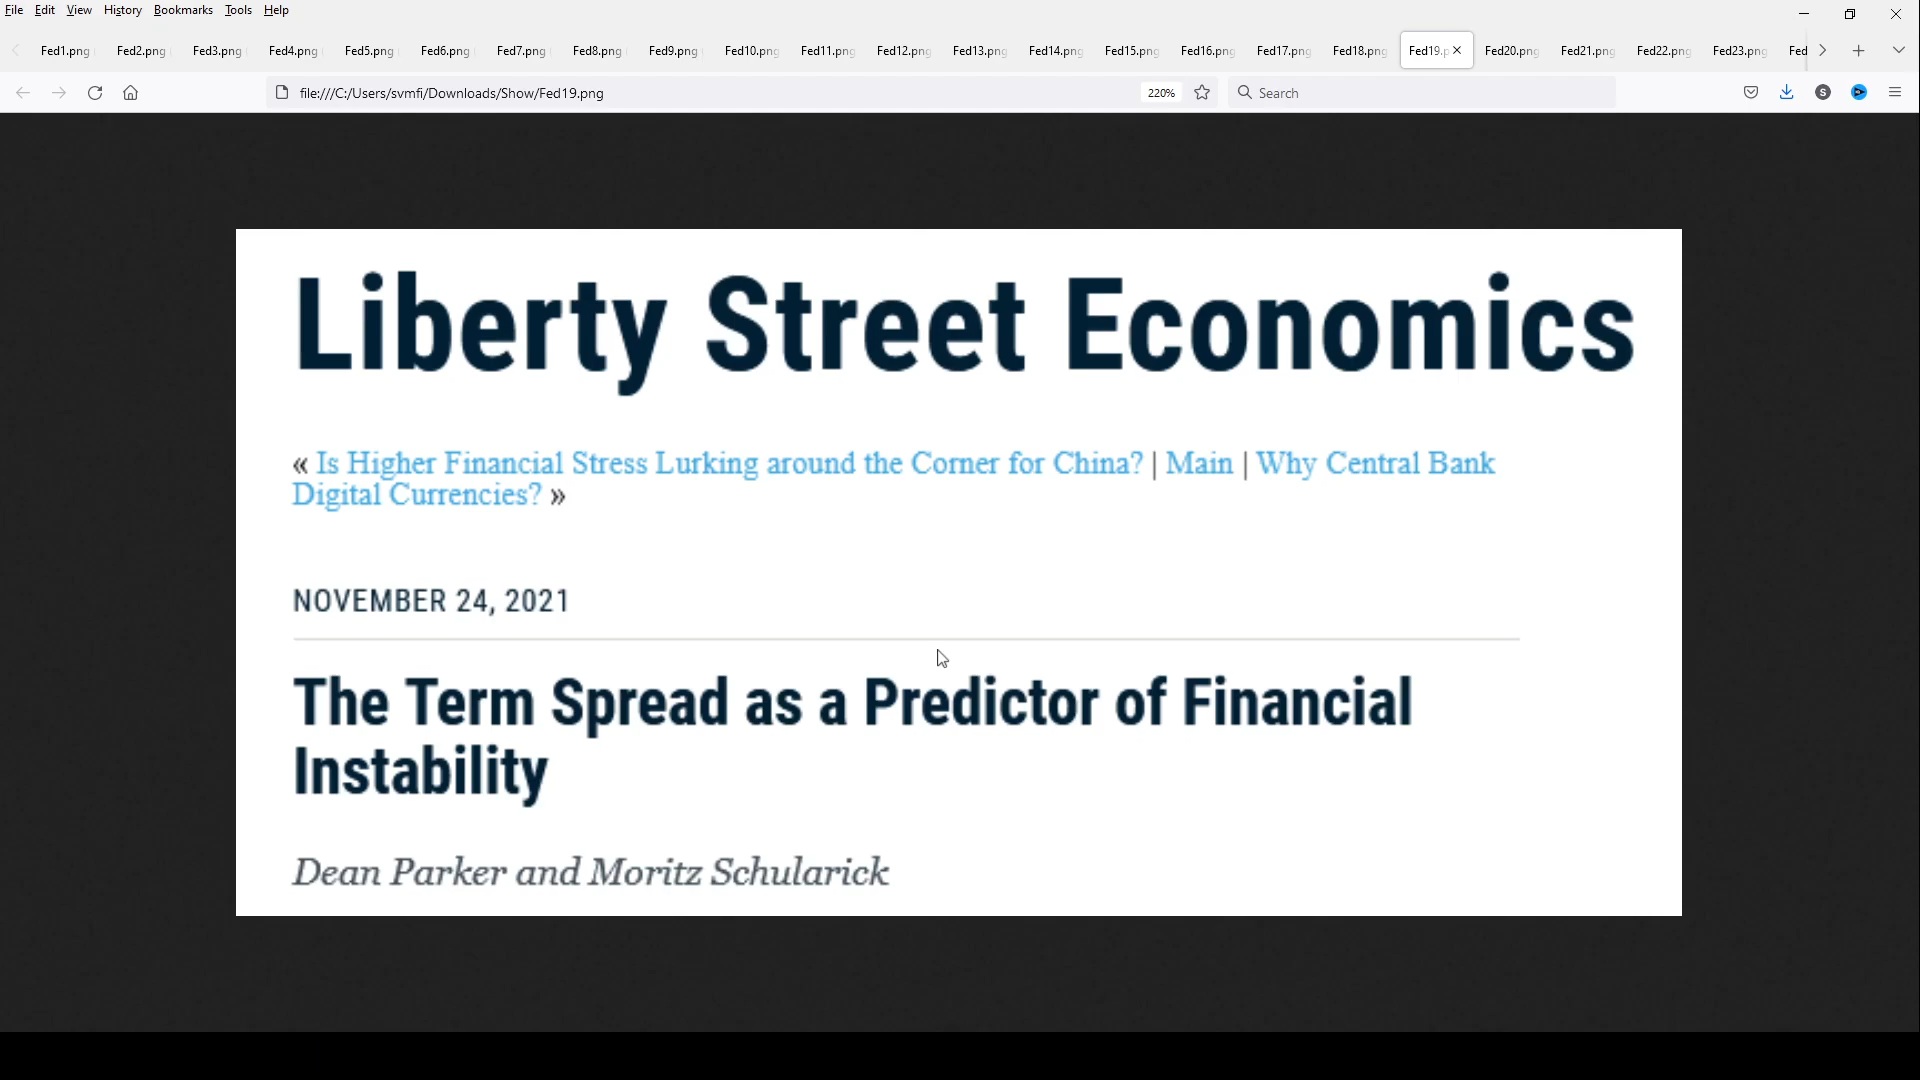 File Edit View History Bookmarks Tools Help
Fed1.png Fed2.png Fed3.png Fed4.png Fed5.png Fed6.png Fed7.png Fed8.png Fed9.png Fed10.png Fed11.png Fed12.png Fed13.png Fed14.png Fed15.png Fed16.png Fed17.png Fed18.png Fed19.p Fed20.png Fed21.png Fed22.png Fed23.png Fed
file:///C:/Users/svmfi/Downloads/Show/Fed19.png 220% Search S
Liberty Street Economics
« Is Higher Financial Stress Lurking around the Corner for China? | Main | Why Central Bank
Digital Currencies? »
NOVEMBER 24, 2021
The Term Spread as a Predictor of Financial
Instability
Dean Parker and Moritz Schularick